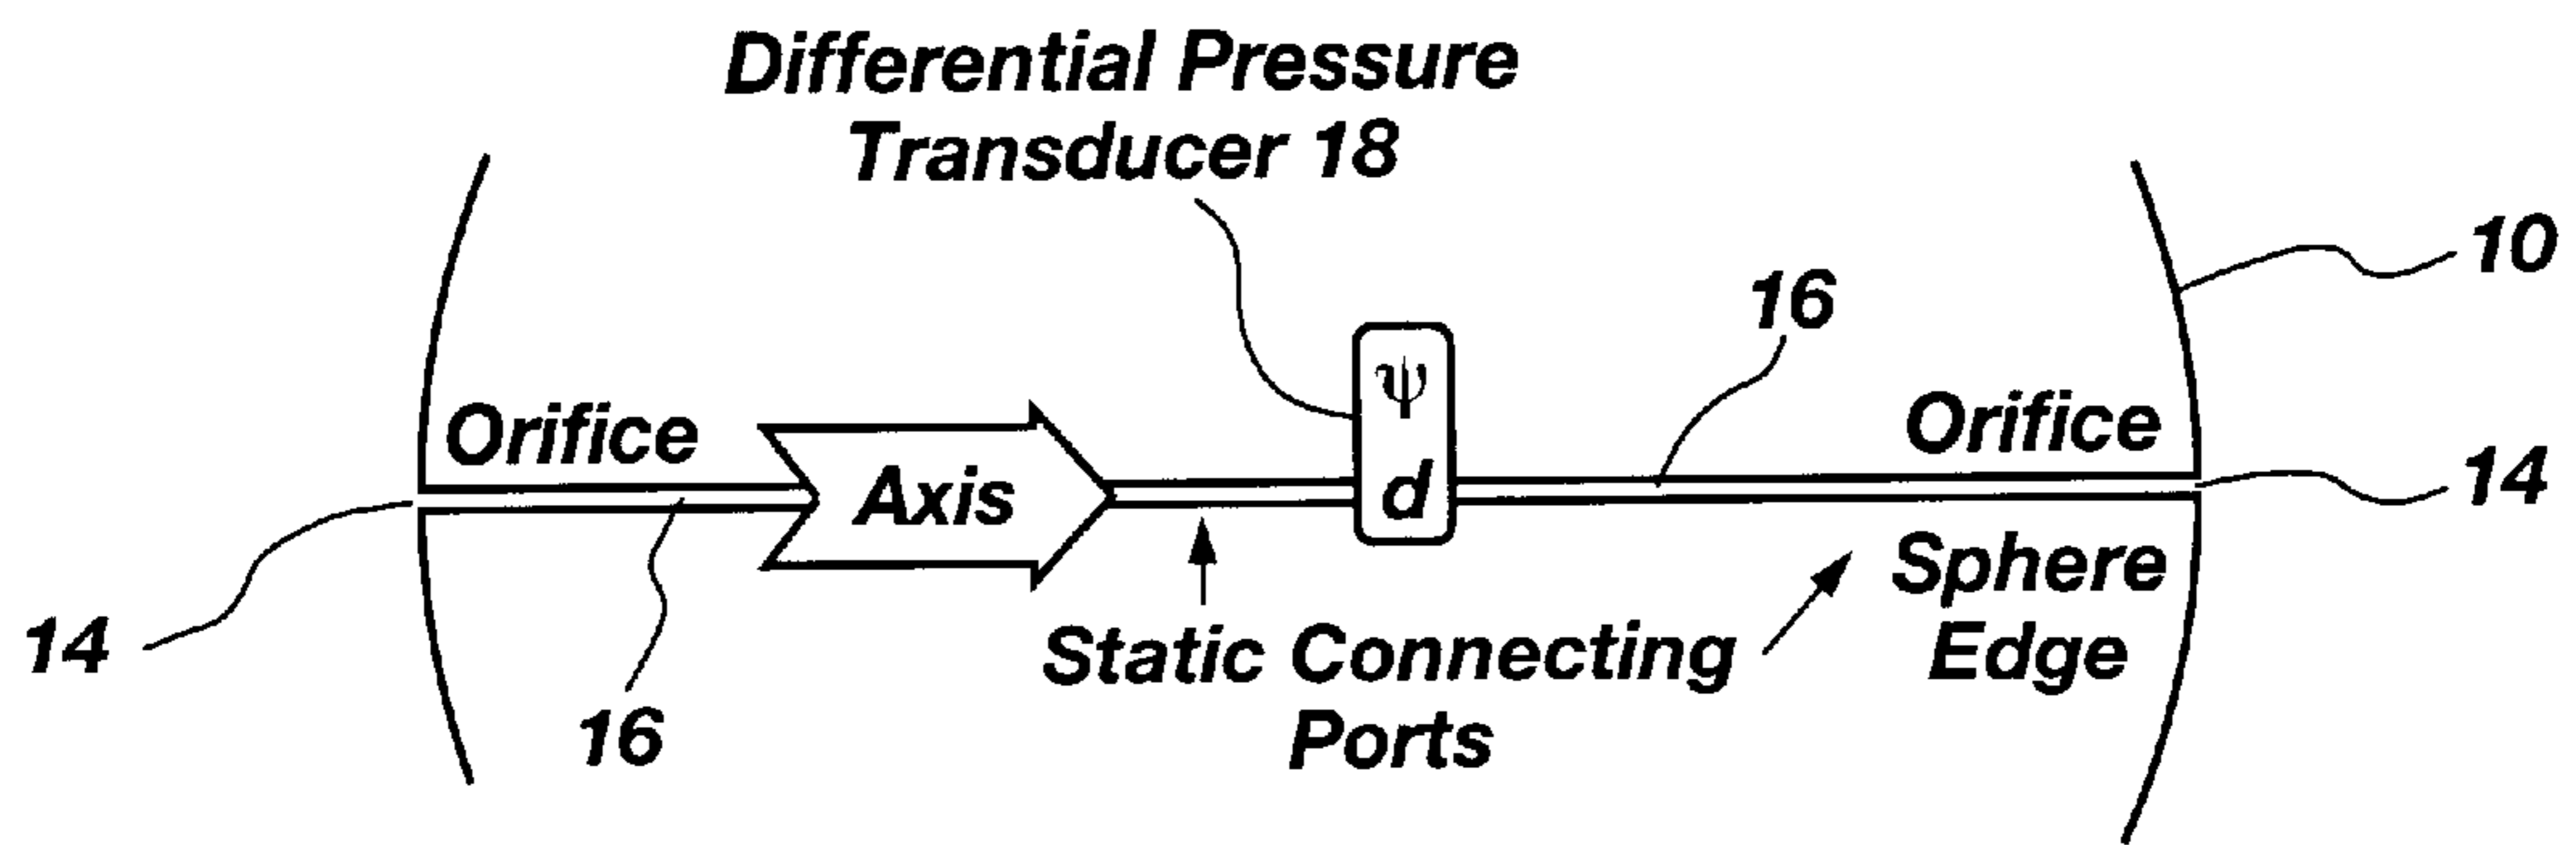 Differential Pressure
Transducer 18
10
16
ψ
Orifice
Orifice
Axis
d
14
Sphere
Edge
14
Static Connecting
Ports
16